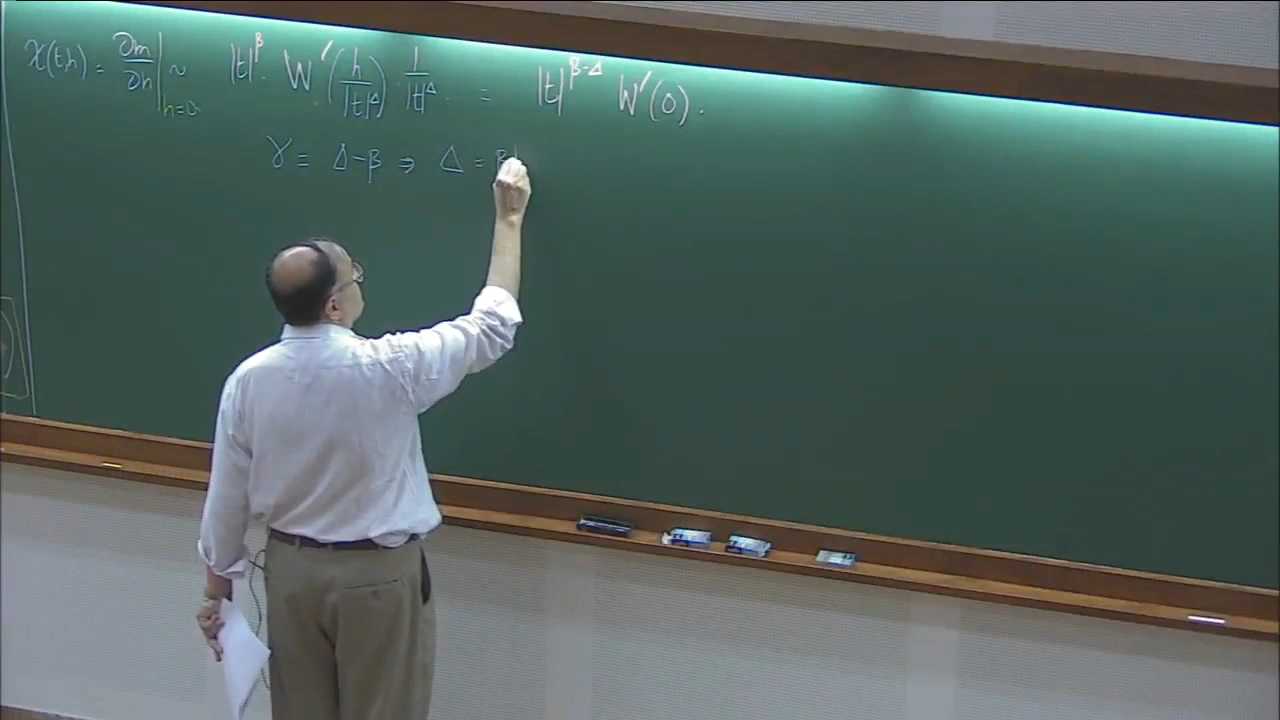 χ(t,h) = ∂m/∂h|_{h=0} ~ |t|^β · W′(h/|t|^Δ) · 1/|t|^Δ = |t|^{β-Δ} W′(0).
γ = Δ-β ⇒ Δ = β